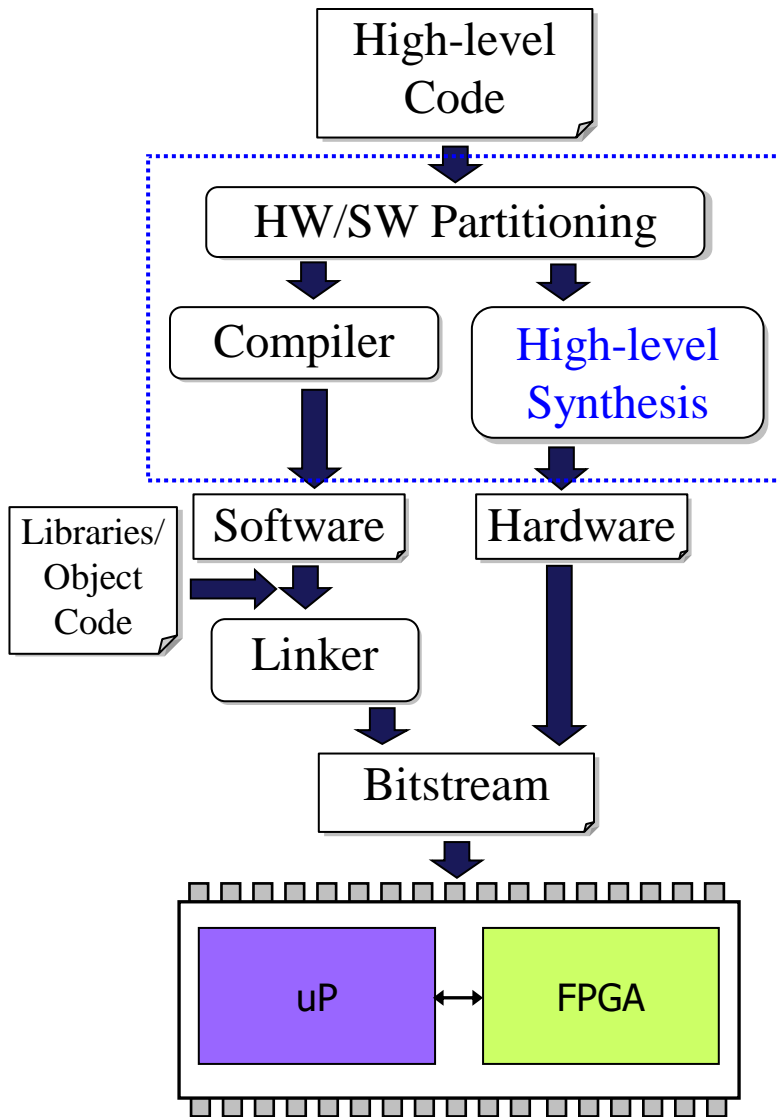 High-level
Code
HW/SW Partitioning
Compiler
High-level
Synthesis
Libraries/
Object
Code
Software
Hardware
Linker
Bitstream
uP
FPGA